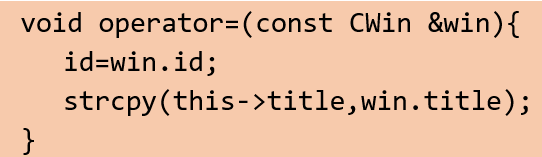 void operator=(const CWin &win){
id=win.id;
strcpy(this->title,win.title);
}